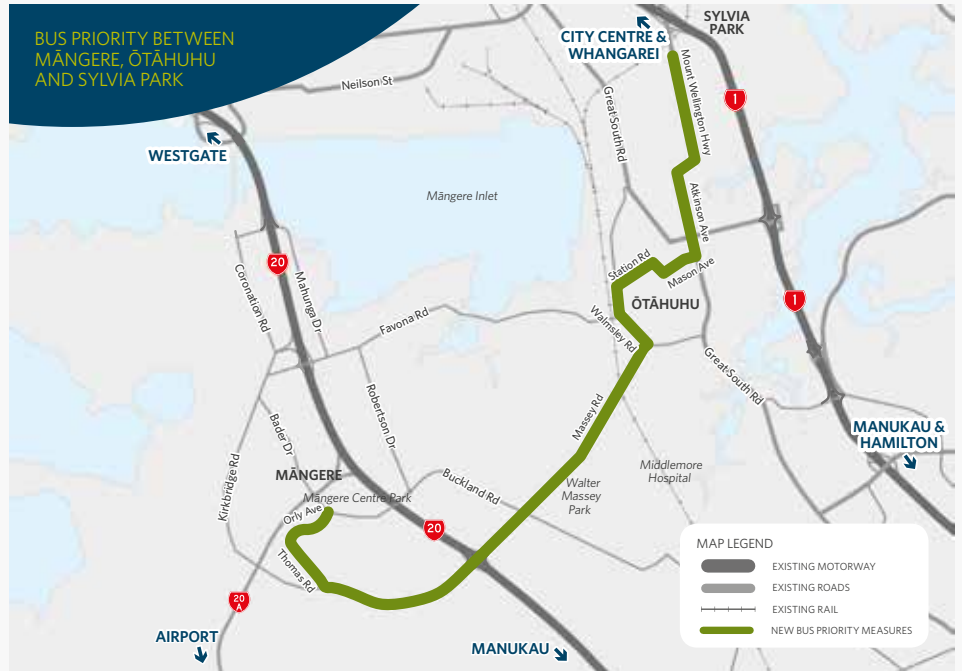 BUS PRIORITY BETWEEN
MĀNGERE, ŌTĀHUHU
AND SYLVIA PARK
SYLVIA
PARK
CITY CENTRE &
WHANGAREI
Neilson St
Great South Rd
Mount Wellington Hwy
1
WESTGATE
Māngere Inlet
Atkinson Ave
20
Station Rd
Mason Ave
Coronation Rd
Mahunga Dr
ŌTĀHUHU
1
Favona Rd
Walmsley Rd
Great South Rd
Robertson Dr
Massey Rd
Bader Dr
MANUKAU &
HAMILTON
Kirkbridge Rd
MĀNGERE
Buckland Rd
Middlemore
Hospital
Māngere Centre Park
Walter
Massey
Park
Orly Ave
20
Thomas Rd
20
A
AIRPORT
MANUKAU
MAP LEGEND
EXISTING MOTORWAY
EXISTING ROADS
EXISTING RAIL
NEW BUS PRIORITY MEASURES